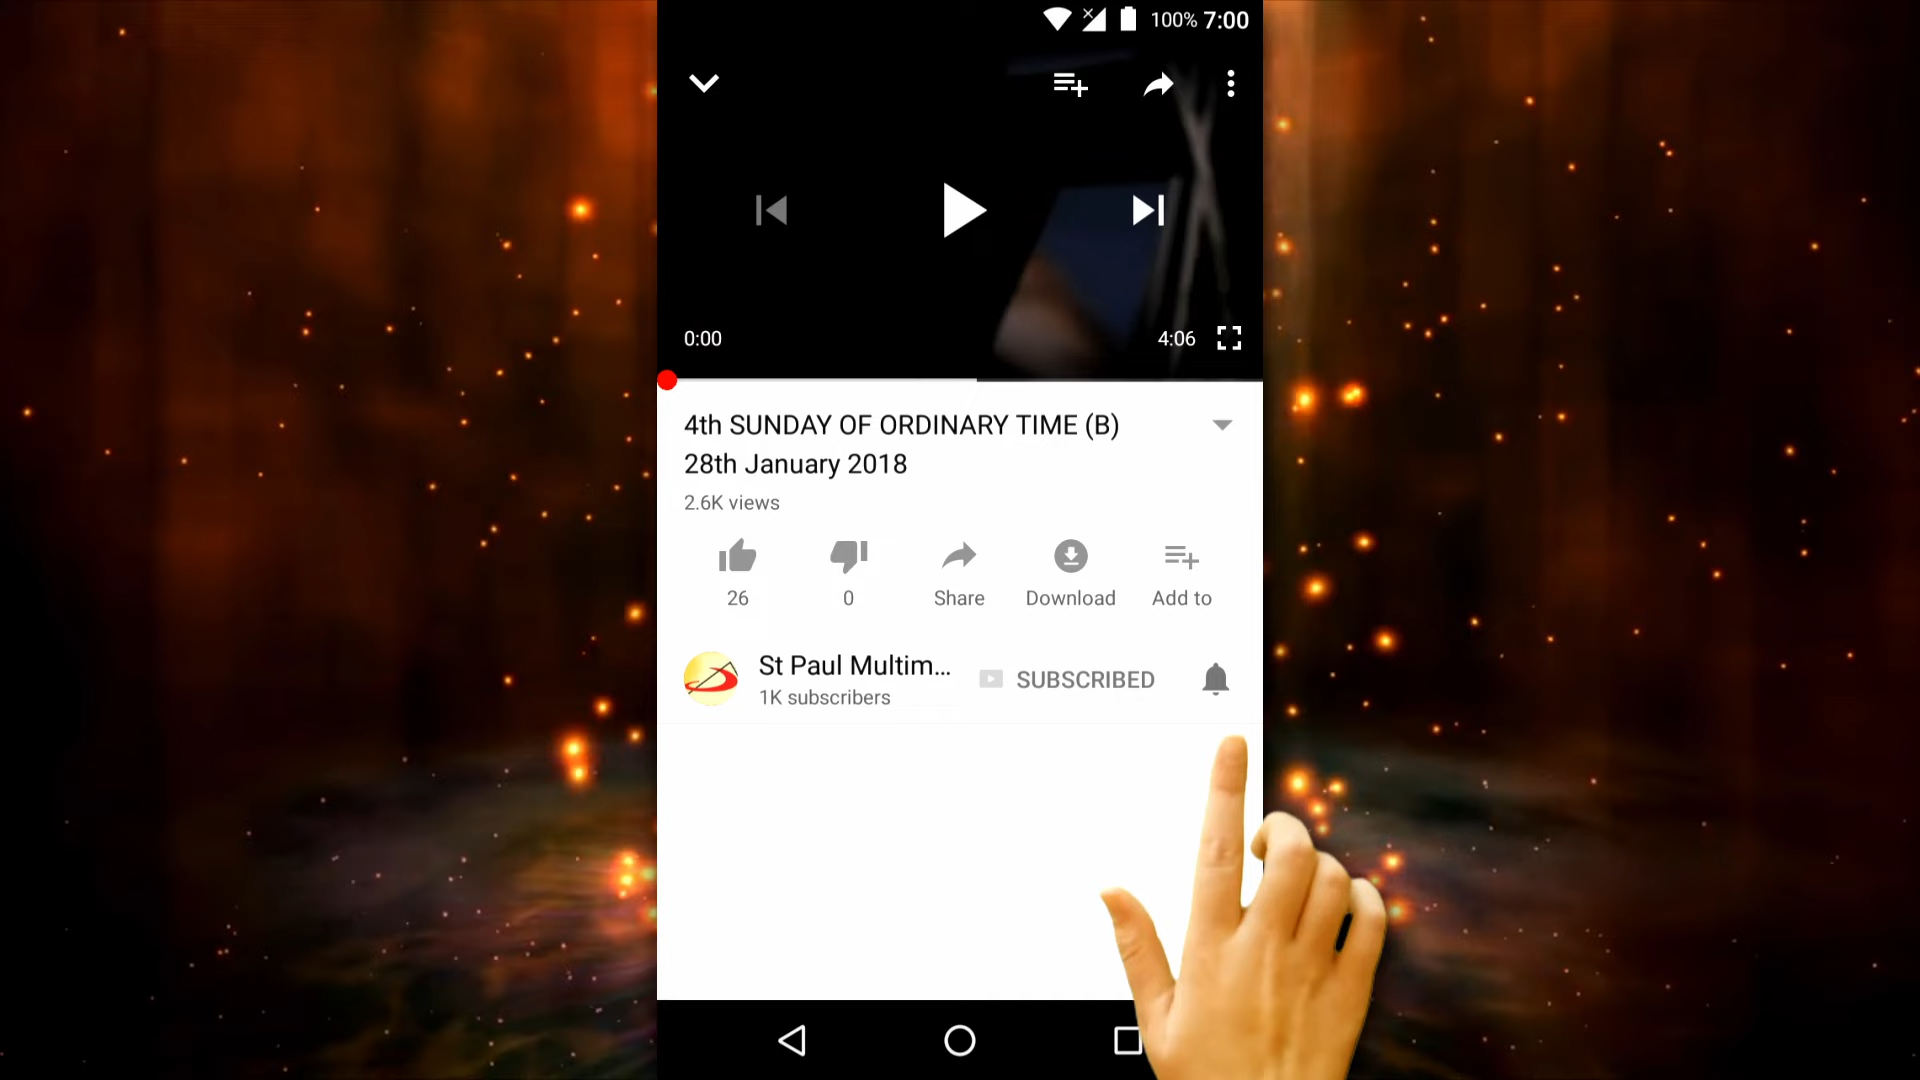 100% 7:00
0:00 4:06
4th SUNDAY OF ORDINARY TIME (B)
28th January 2018
2.6K views
26 0 Share Download Add to
St Paul Multim... SUBSCRIBED
1K subscribers